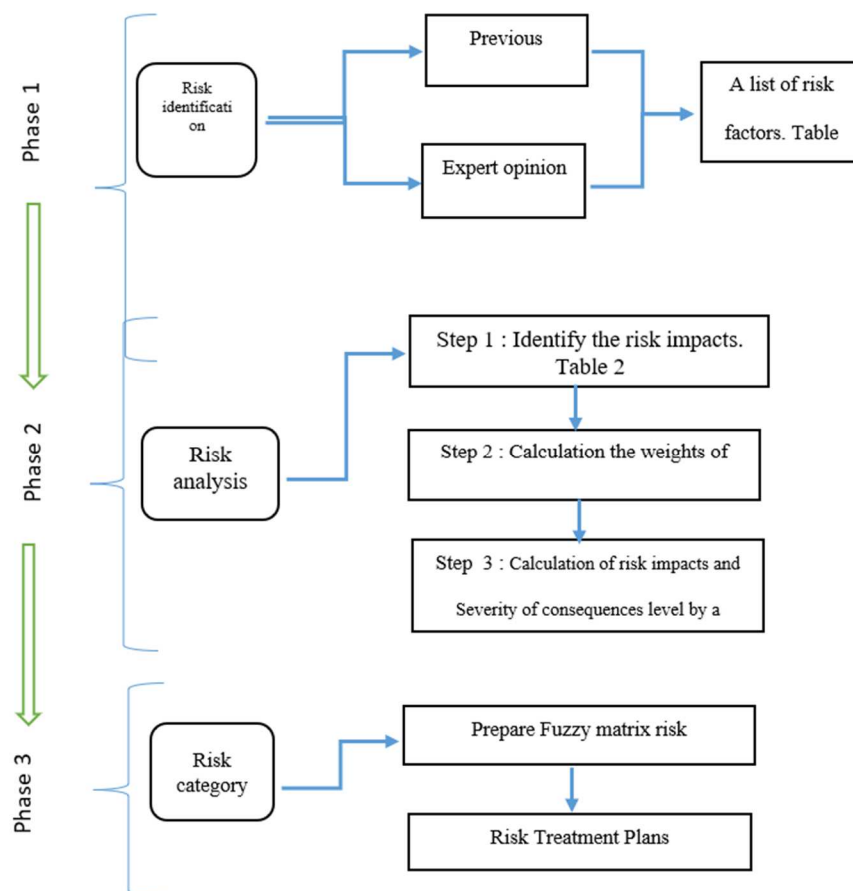 Phase 1
Risk
identificati
on
Previous
Expert opinion
A list of risk
factors. Table
Phase 2
Risk
analysis
Step 1 : Identify the risk impacts.
Table 2
Step 2 : Calculation the weights of
Step 3 : Calculation of risk impacts and
Severity of consequences level by a
Phase 3
Risk
category
Prepare Fuzzy matrix risk
Risk Treatment Plans